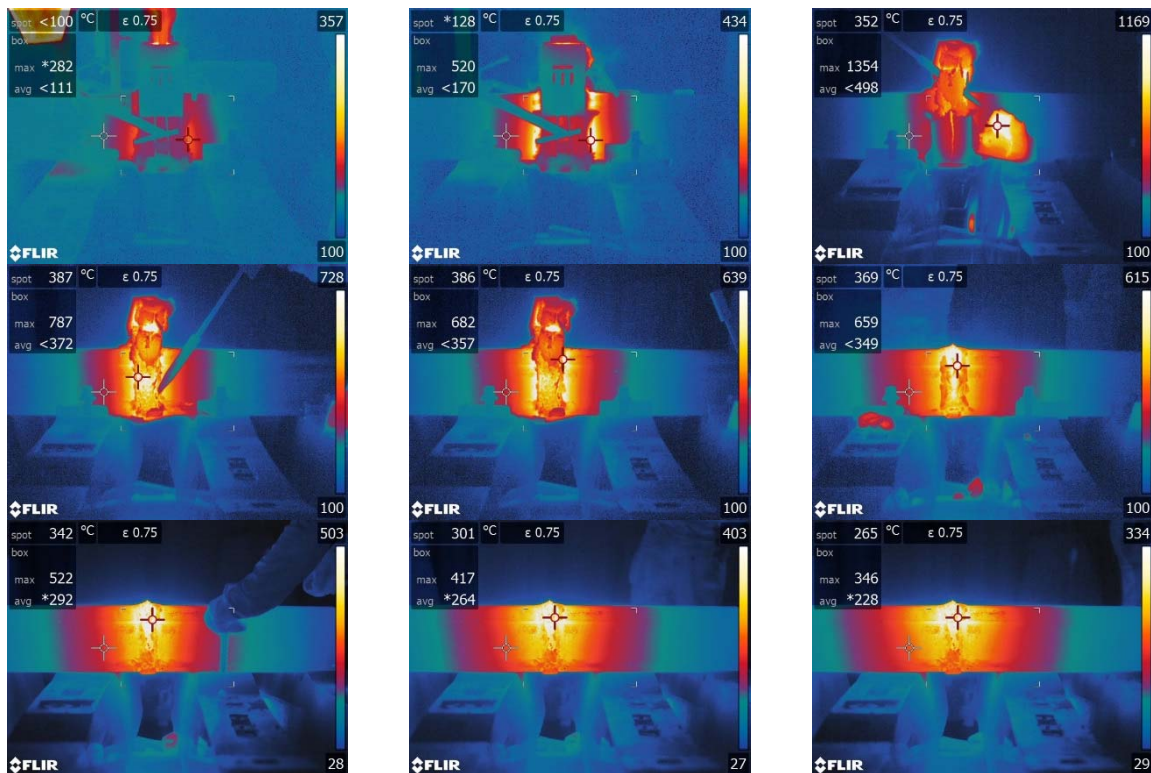 spot <100 °C ε 0.75 357
box
max *282
avg <111
FLIR 100
spot *128 °C ε 0.75 434
box
max 520
avg <170
FLIR 100
spot 352 °C ε 0.75 1169
box
max 1354
avg <498
FLIR 100
spot 387 °C ε 0.75 728
box
max 787
avg <372
FLIR 100
spot 386 °C ε 0.75 639
box
max 682
avg <357
FLIR 100
spot 369 °C ε 0.75 615
box
max 659
avg <349
FLIR 100
spot 342 °C ε 0.75 503
box
max 522
avg *292
FLIR 28
spot 301 °C ε 0.75 403
box
max 417
avg *264
FLIR 27
spot 265 °C ε 0.75 334
box
max 346
avg *228
FLIR 29